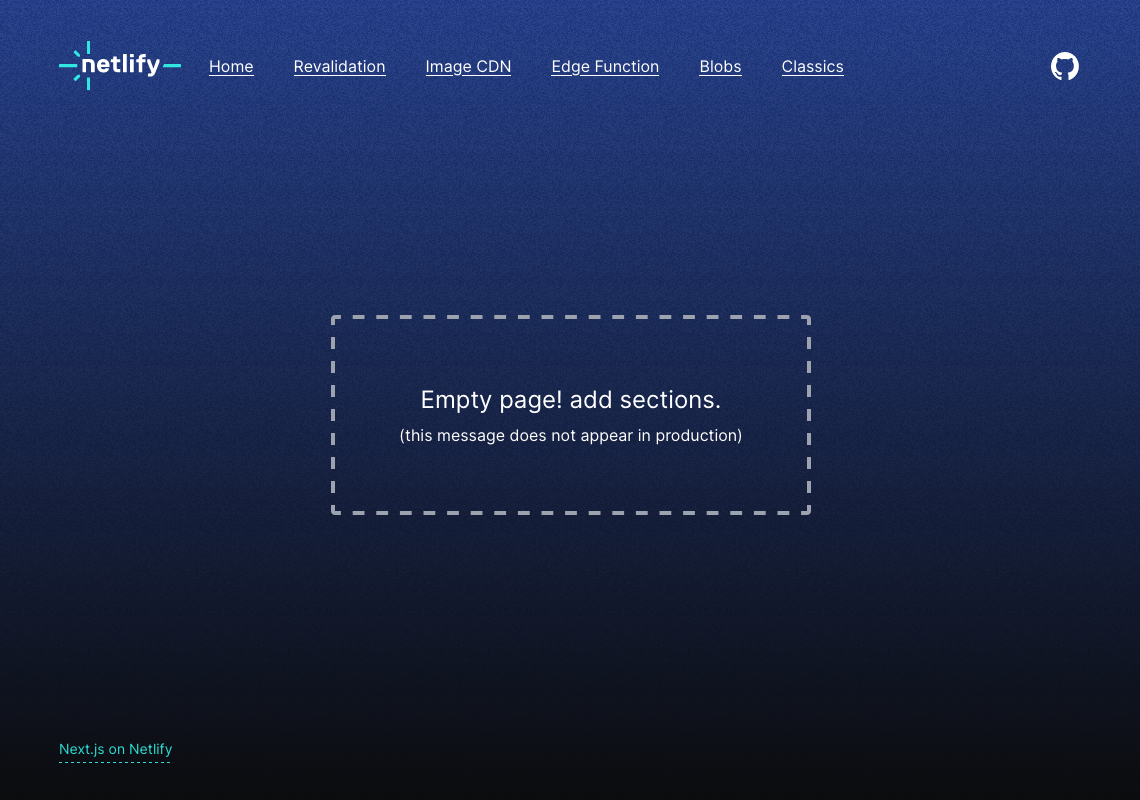 netlify
Home Revalidation Image CDN Edge Function Blobs Classics
Empty page! add sections.
(this message does not appear in production)
Next.js on Netlify